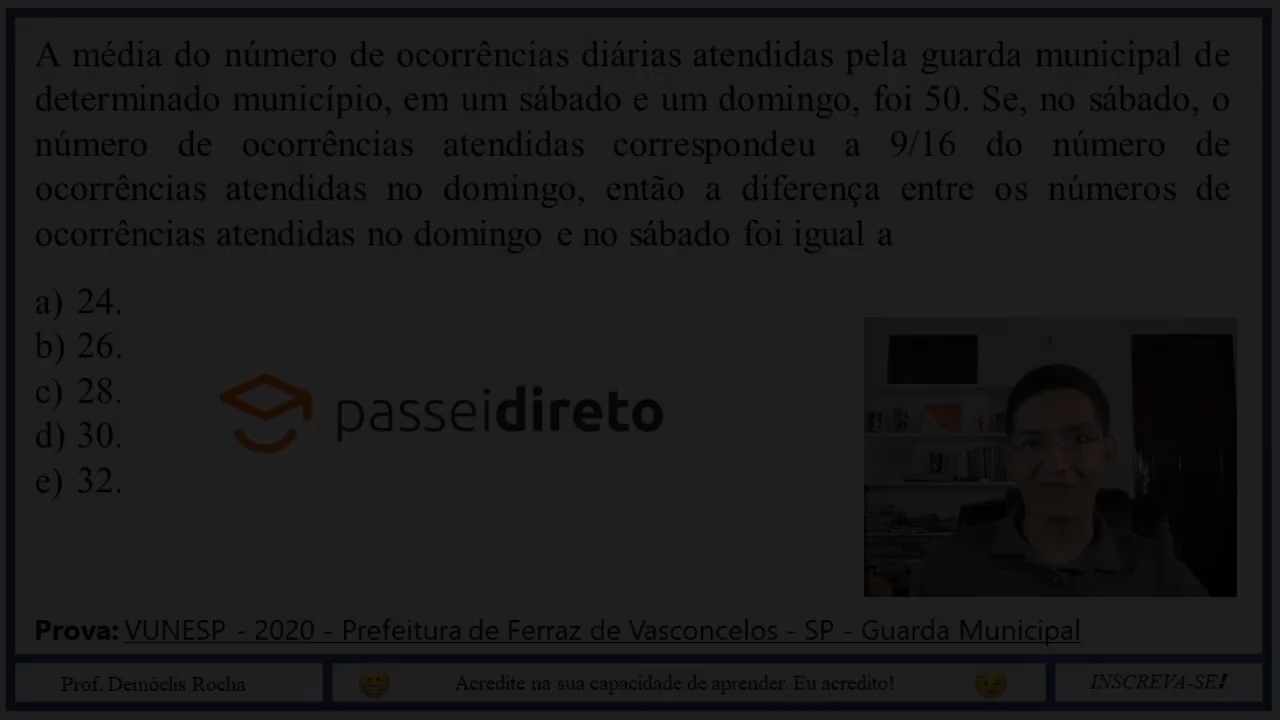 A média do número de ocorrências diárias atendidas pela guarda municipal de
determinado município, em um sábado e um domingo, foi 50. Se, no sábado, o
número de ocorrências atendidas correspondeu a 9/16 do número de
ocorrências atendidas no domingo, então a diferença entre os números de
ocorrências atendidas no domingo e no sábado foi igual a
a) 24.
b) 26.
c) 28.
d) 30.
e) 32.
passeidireto
Prova: VUNESP - 2020 - Prefeitura de Ferraz de Vasconcelos - SP - Guarda Municipal
Prof. Demóclis Rocha
Acredite na sua capacidade de aprender. Eu acredito!
INSCREVA-SE!